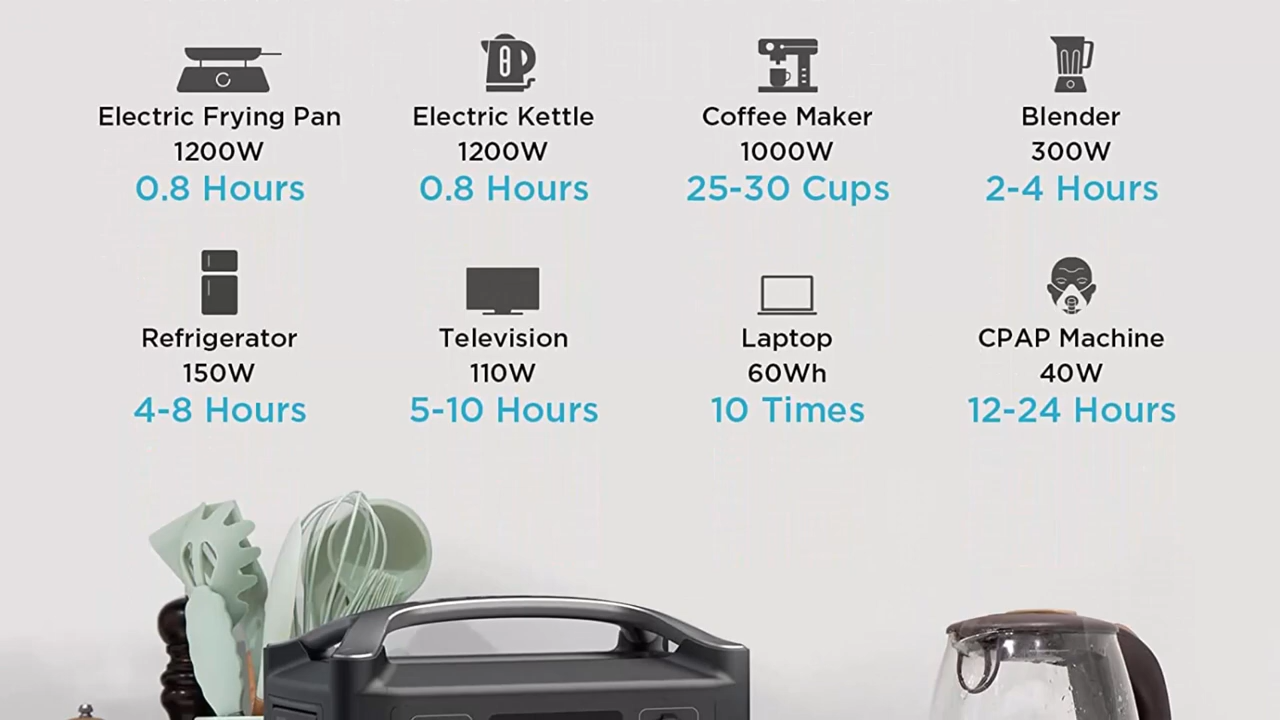 Electric Frying Pan
1200W
0.8 Hours
Electric Kettle
1200W
0.8 Hours
Coffee Maker
1000W
25-30 Cups
Blender
300W
2-4 Hours
Refrigerator
150W
4-8 Hours
Television
110W
5-10 Hours
Laptop
60Wh
10 Times
CPAP Machine
40W
12-24 Hours